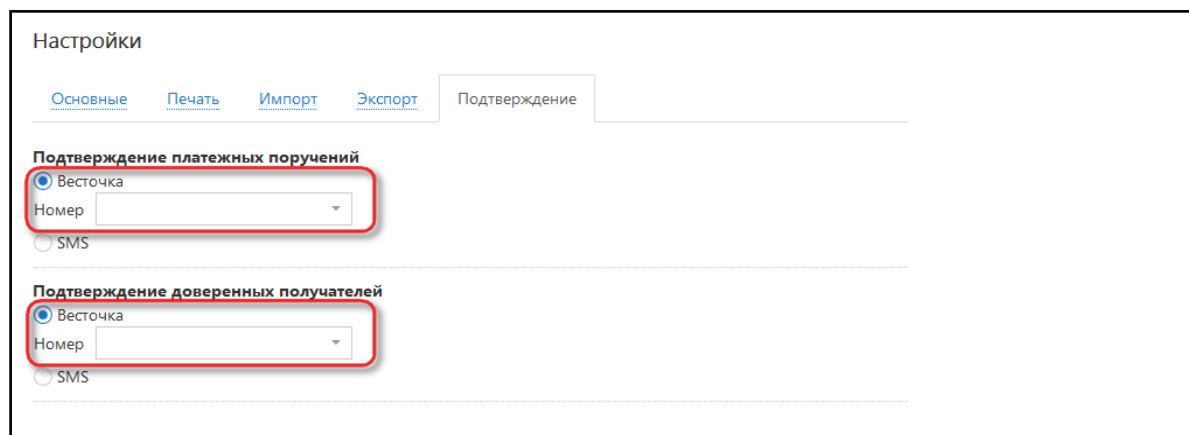 Настройки
Основные Печать Импорт Экспорт Подтверждение
Подтверждение платежных поручений
Весточка
Номер
SMS
Подтверждение доверенных получателей
Весточка
Номер
SMS